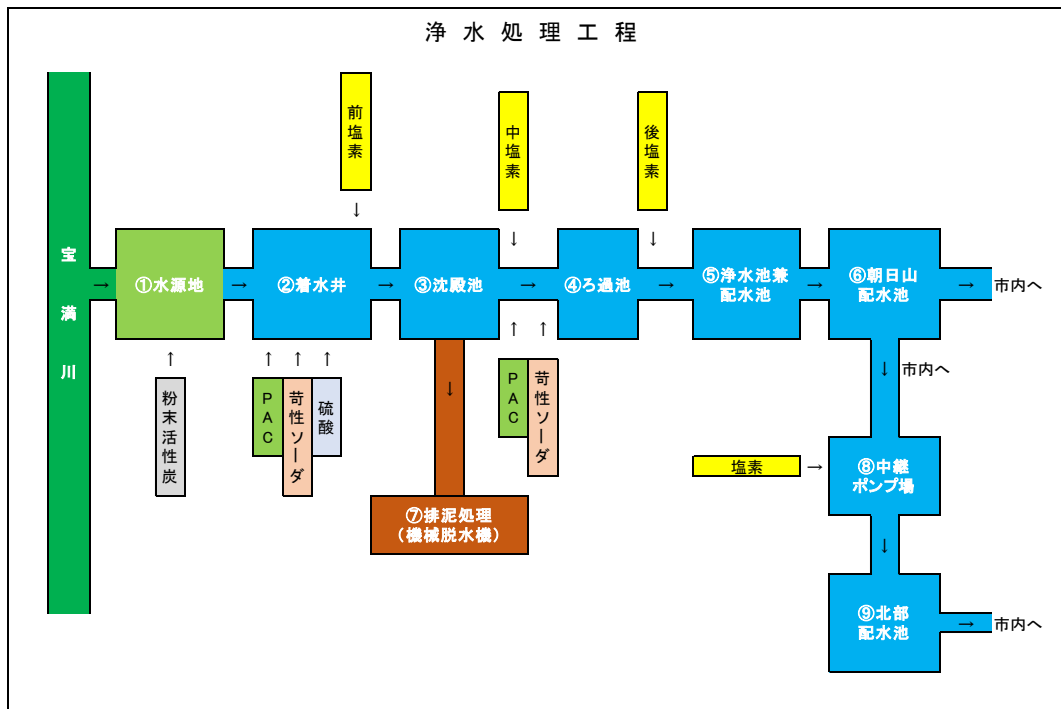 浄水処理工程
前塩素
中塩素
後塩素
宝満川
→
①水源地
→
②着水井
→
③沈殿池
→
④ろ過池
→
⑤浄水池兼
配水池
→
⑥朝日山
配水池
→
市内へ
↓
↓
↓
↑
粉末活性炭
↑
PAC
↑
苛性ソーダ
↑
硫酸
↓
↑
PAC
↑
苛性ソーダ
↓
市内へ
塩素
→
⑧中継
ポンプ場
⑦排泥処理
(機械脱水機)
↓
⑨北部
配水池
→
市内へ